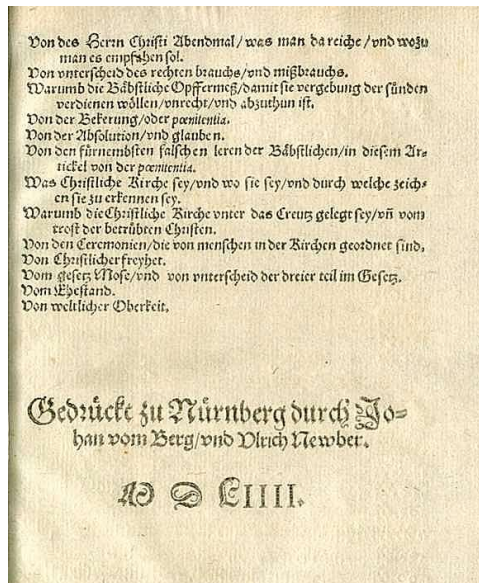 Von des Herrn Christi Abendmal/was man da reiche/vnd wozu
man es empfahen sol.
Von vnterscheid des rechten brauchs/vnd mißbrauchs.
Warumb die Bäbstliche Opffermeß/damit sie vergebung der sünden
verdienen wöllen/vnrecht/vnd abzuthun ist.
Von der Bekerung/oder pœnitentia.
Von der Absolution/vnd glauben.
Von den fürnembsten falschen leren der Bäbstlichen/in diesem Ar⸗
tickel von der pœnitentia.
Was Christliche Kirche sey/vnd wo sie sey/vnd durch welche zeich⸗
en sie zu erkennen sey.
Warumb die Christliche Kirche vnter das Creutz gelegt sey/vñ vom
trost der betrübten Christen.
Von den Ceremonien/die von menschen in der Kirchen geordnet sind.
Von Christlicher freyhet.
Vom gesetz Mose/vnd von vnterscheid der dreier teil im Gesetz.
Vom Ehestand.
Von weltlicher Oberkeit.
Gedrückt zu Nürnberg durch Jo⸗
han vom Berg/vnd Vlrich Newber.
M D LIIII.